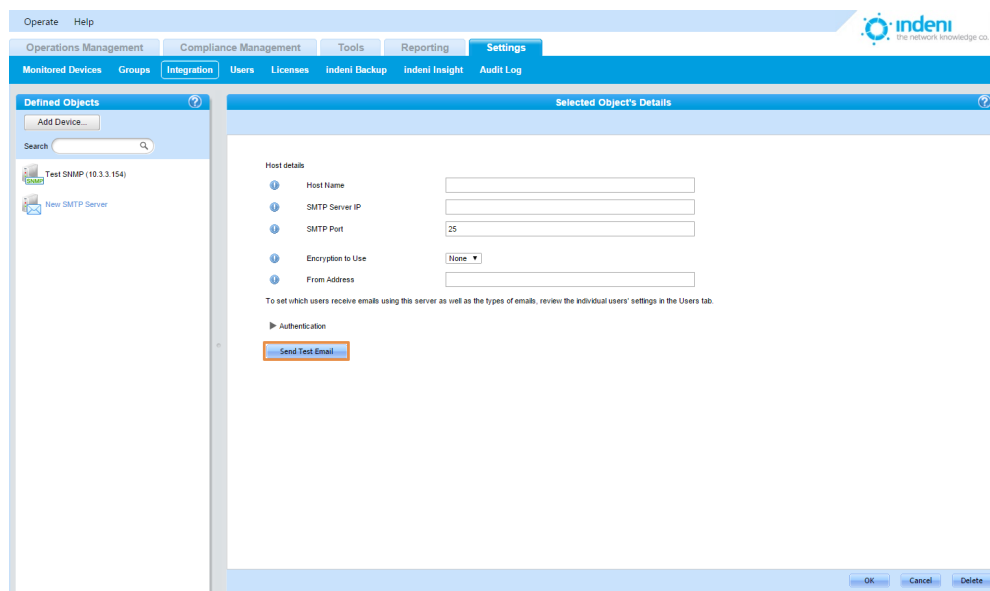 Operate Help
indeni
the network knowledge co.
Operations Management Compliance Management Tools Reporting Settings
Monitored Devices Groups Integration Users Licenses indeni Backup indeni Insight Audit Log
Defined Objects ?
Selected Object's Details ?
Add Device...
Search
SNMP Test SNMP (10.3.3.154)
New SMTP Server
Host details
Host Name
SMTP Server IP
SMTP Port 25
Encryption to Use None
From Address
To set which users receive emails using this server as well as the types of emails, review the individual users' settings in the Users tab.
Authentication
Send Test Email
OK Cancel Delete